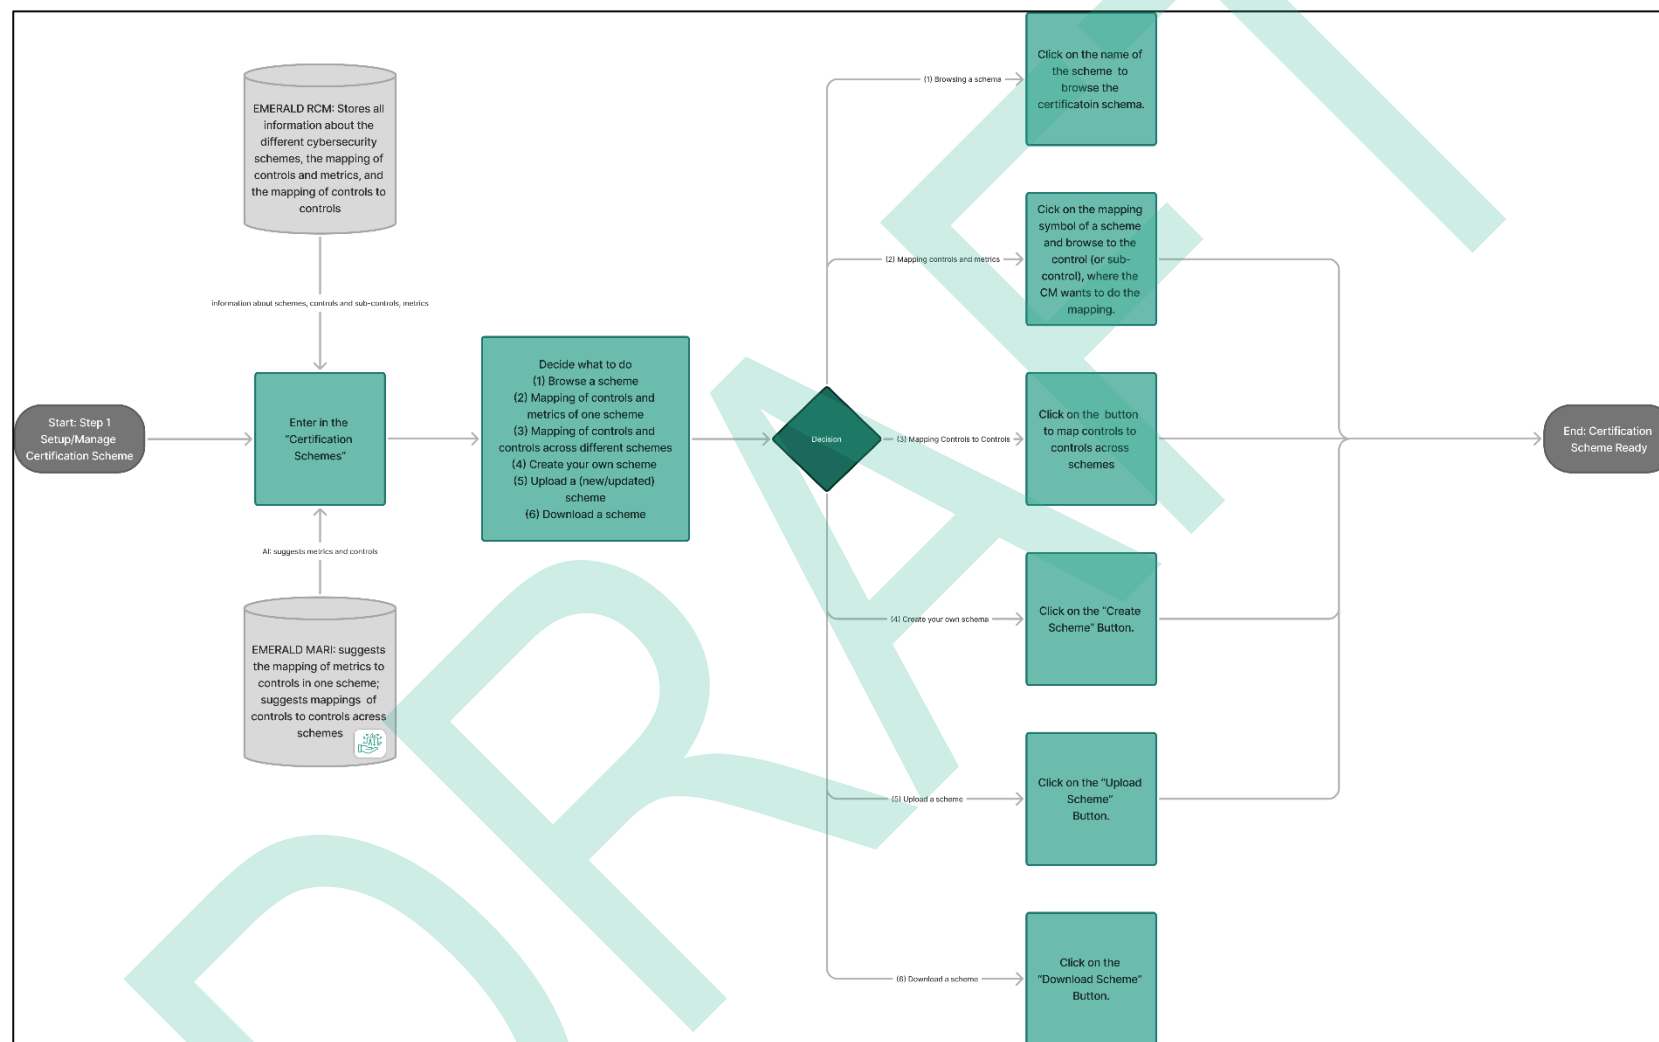 Click on the name of
the scheme to
browse the
certificatoin schema.
(1) Browsing a schema
EMERALD RCM: Stores all
information about the
different cybersecurity
schemes, the mapping of
controls and metrics, and
the mapping of controls to
controls
Cick on the mapping
symbol of a scheme
and browse to the
control (or sub-
control), where the
CM wants to do the
mapping.
(2) Mapping controls and metrics
information about schemes, controls and sub-controls, metrics
Start: Step 1
Setup/Manage
Certification Scheme
Enter in the
"Certification
Schemes"
Decide what to do
(1) Browse a scheme
(2) Mapping of controls and
metrics of one scheme
(3) Mapping of controls and
controls across different schemes
(4) Create your own scheme
(5) Upload a (new/updated)
scheme
(6) Download a scheme
Decision
(3) Mapping Controls to Controls
Click on the button
to map controls to
controls across
schemes
End: Certification
Scheme Ready
AI: suggests metrics and controls
EMERALD MARI: suggests
the mapping of metrics to
controls in one scheme;
suggests mappings of
controls to controls acress
schemes
AI
(4) Create your own schema
Click on the "Create
Scheme" Button.
(5) Upload a scheme
Click on the "Upload
Scheme"
Button.
(6) Download a scheme
Click on the
"Download Scheme"
Button.
DRAFT